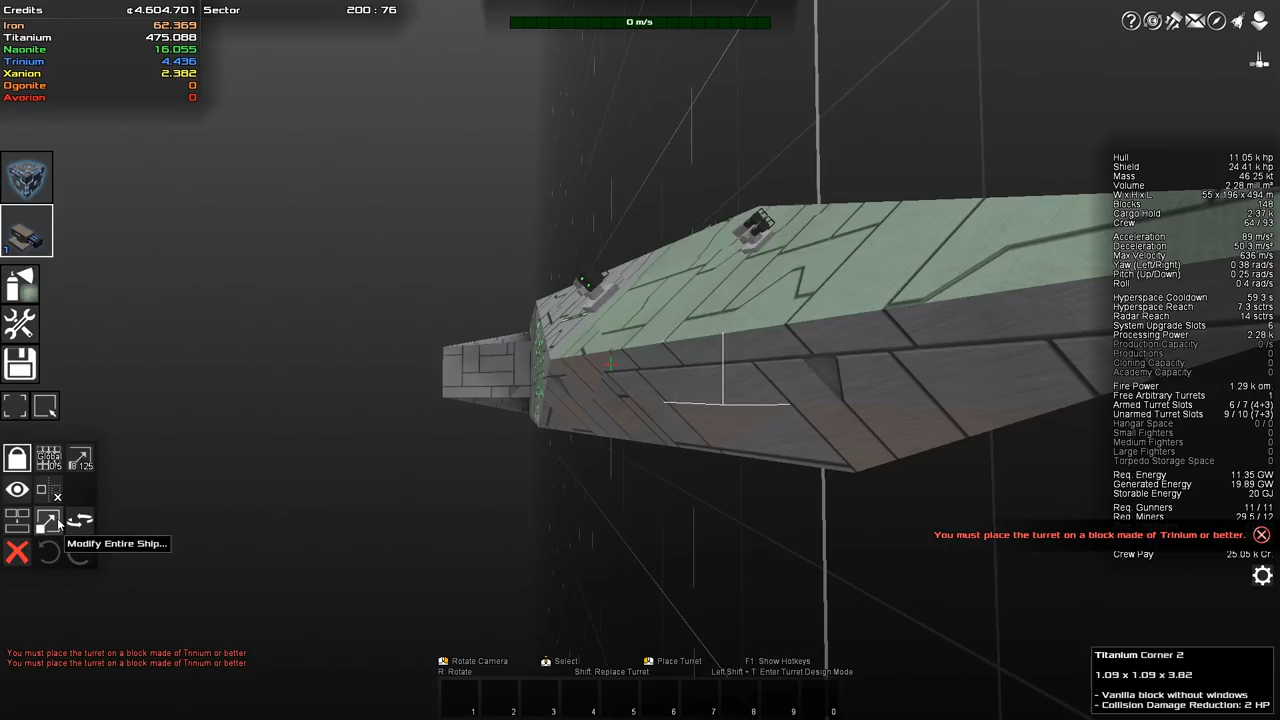 Credits ¢4.604.701 Sector 200 : 76
Iron 62.369
Titanium 475.088
Naonite 16.055
Trinium 4.436
Xanion 2.382
Ogonite 0
Avorion 0
0 m/s
1
Hull 11.05 k hp
Shield 24.41 k hp
Mass 46.25 kt
Volume 2.28 mill.m³
W x H x L 55 x 196 x 494 m
Blocks 148
Cargo Hold 2.37 k
Crew 64 / 93
Acceleration 89 m/s²
Deceleration 50.3 m/s²
Max Velocity 636 m/s
Yaw (Left/Right) 0.38 rad/s
Pitch (Up/Down) 0.25 rad/s
Roll 0.4 rad/s
Hyperspace Cooldown 59.3 s
Hyperspace Reach 7.3 sctrs
Radar Reach 14 sctrs
System Upgrade Slots 6
Processing Power 2.28 k
Production Capacity 0 /s
Productions 0
Cloning Capacity 0
Academy Capacity 0
Fire Power 1.29 k om.
Free Arbitrary Turrets 1
Armed Turret Slots 6 / 7 (4+3)
Unarmed Turret Slots 9 / 10 (7+3)
Hangar Space 0 / 0
Small Fighters 0
Medium Fighters 0
Large Fighters 0
Torpedo Storage Space 0
Req. Energy 11.35 GW
Generated Energy 19.89 GW
Storable Energy 20 GJ
Req. Gunners 11 / 11
Req. Miners 29.5 / 12
You must place the turret on a block made of Trinium or better.
Crew Pay 25.05 k Cr.
Global
Modify Entire Ship...
You must place the turret on a block made of Trinium or better
You must place the turret on a block made of Trinium or better
Rotate Camera Select Place Turret F1: Show Hotkeys
R: Rotate Shift: Replace Turret Left Shift + T: Enter Turret Design Mode
1 2 3 4 5 6 7 8 9 0
Titanium Corner 2
1.09 x 1.09 x 3.82
- Vanilla block without windows
- Collision Damage Reduction: 2 HP